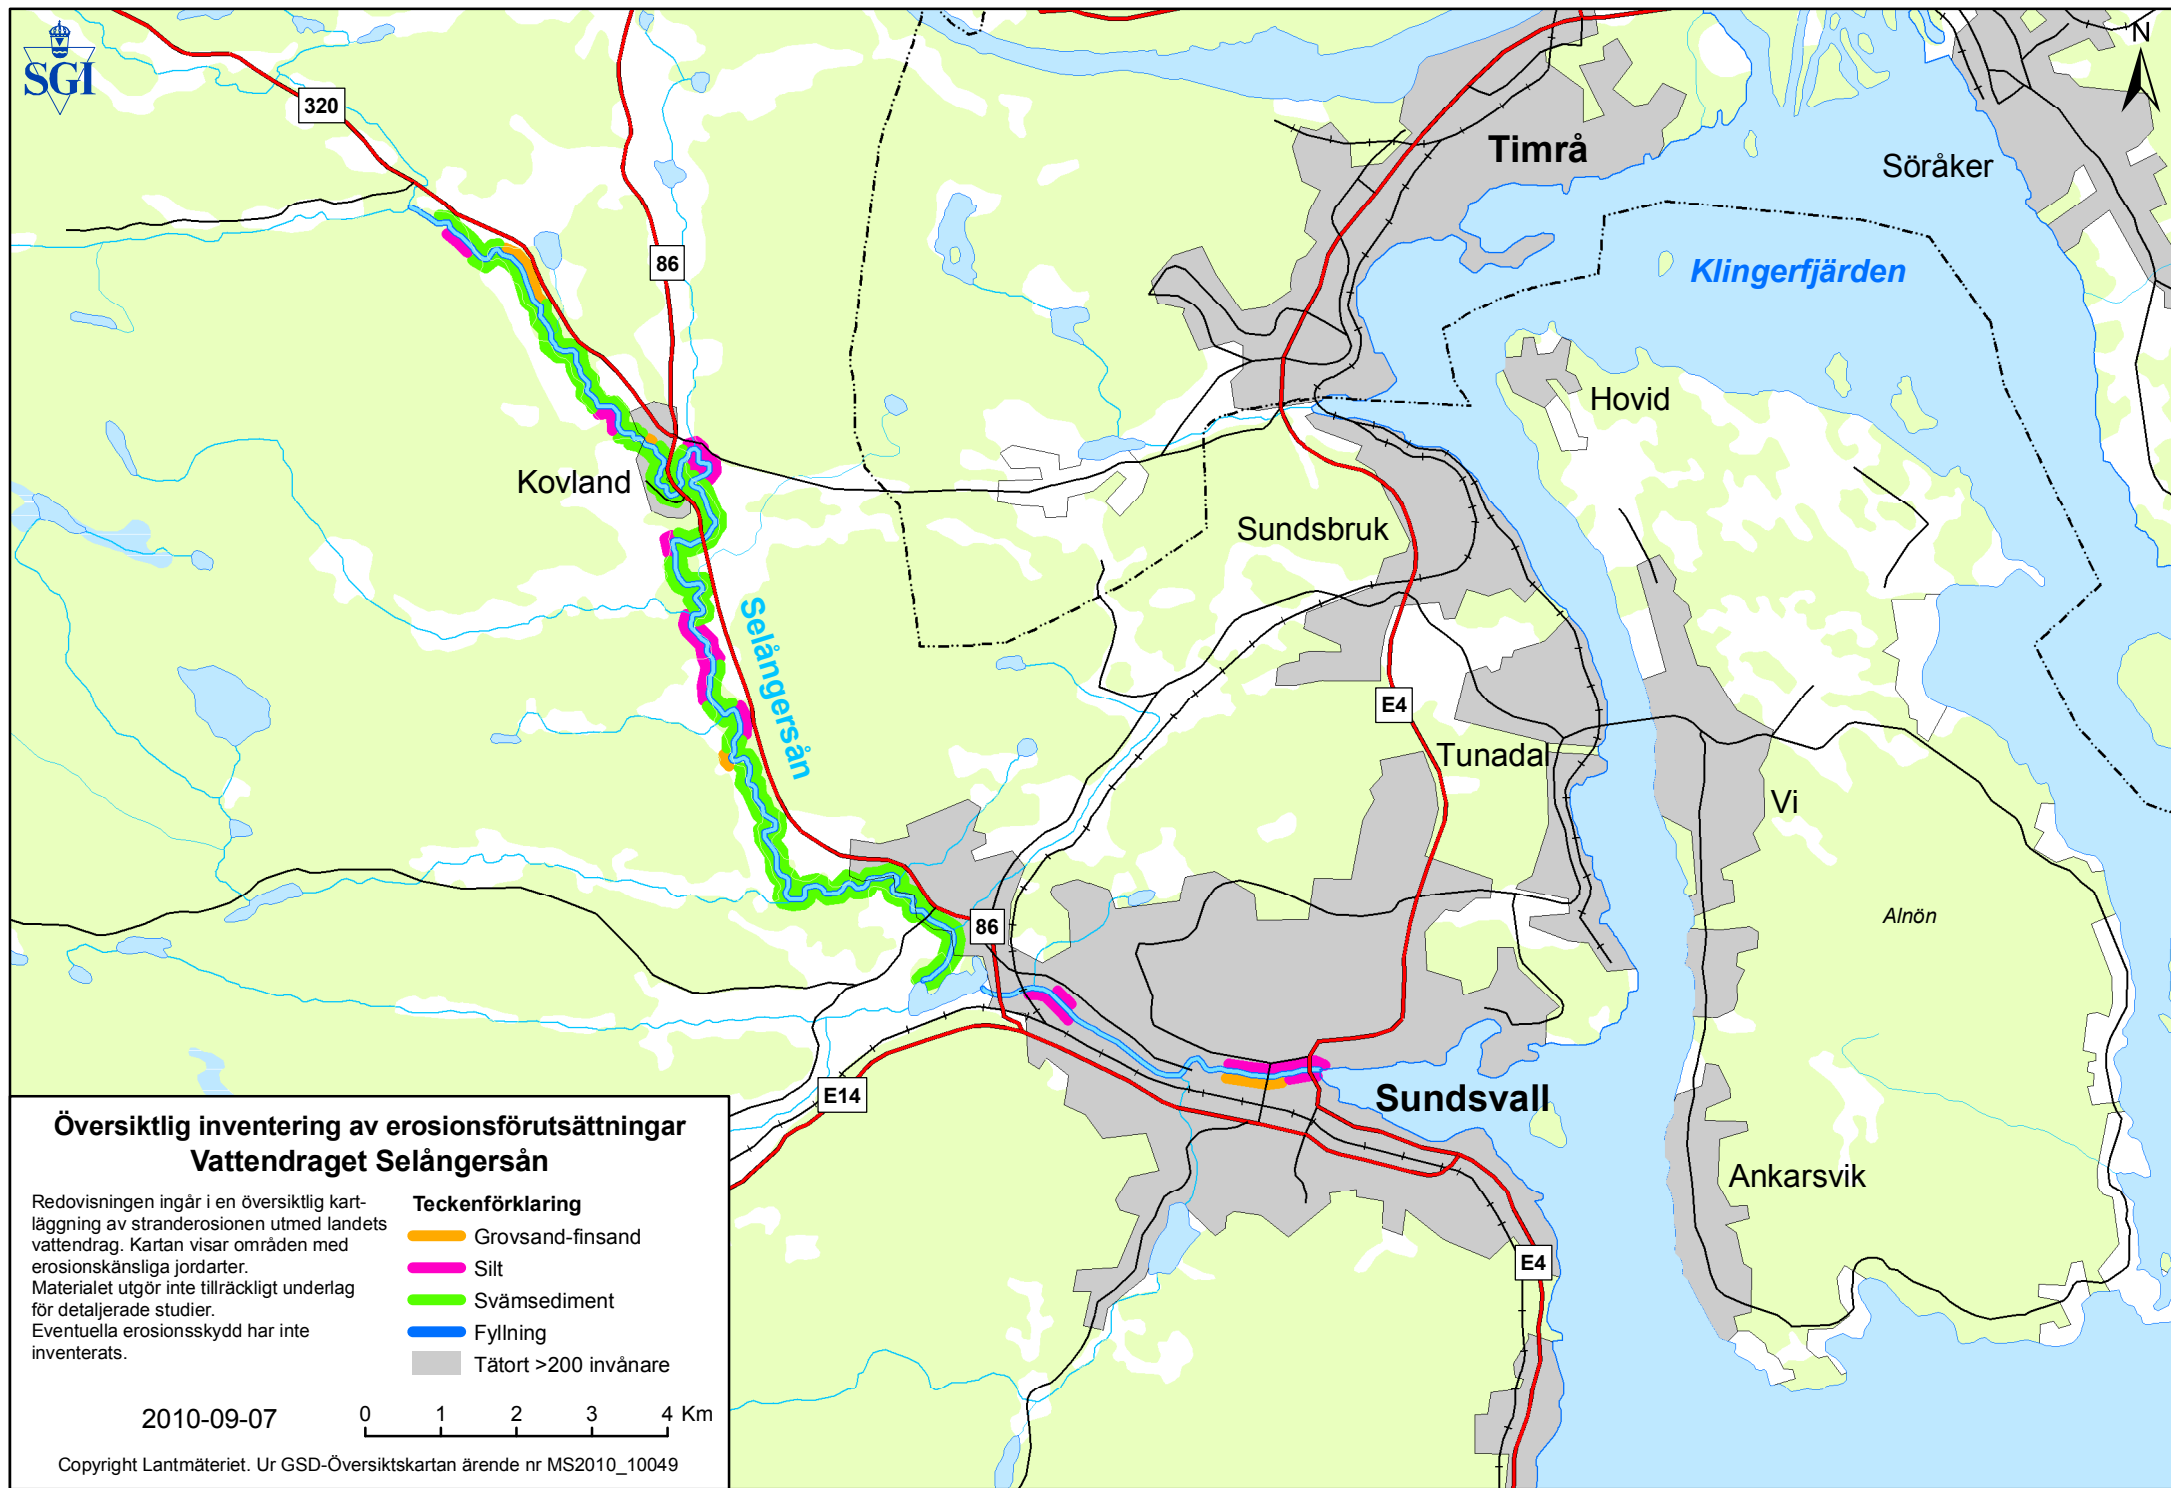 SGI
N
320
Timrå
Söråker
86
Klingerfjärden
Hovid
Kovland
Sundsbruk
Selångersån
E4
Tunadal
Vi
86
Alnön
E14
Sundsvall
Ankarsvik
E4
Översiktlig inventering av erosionsförutsättningar
Vattendraget Selångersån
Redovisningen ingår i en översiktlig kart-
läggning av stranderosionen utmed landets
vattendrag. Kartan visar områden med
erosionskänsliga jordarter.
Materialet utgör inte tillräckligt underlag
för detaljerade studier.
Eventuella erosionsskydd har inte
inventerats.
Teckenförklaring
Grovsand-finsand
Silt
Svämsediment
Fyllning
Tätort >200 invånare
2010-09-07
0 1 2 3 4 Km
Copyright Lantmäteriet. Ur GSD-Översiktskartan ärende nr MS2010_10049